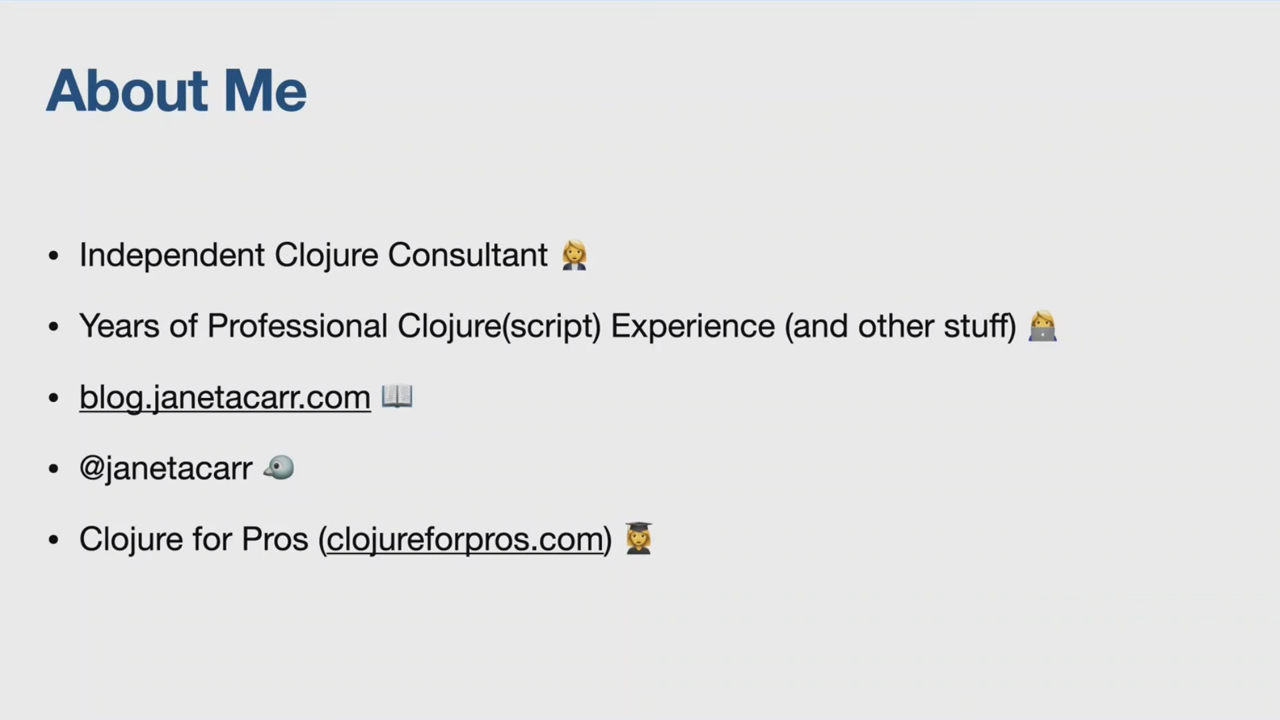 About Me
• Independent Clojure Consultant 👩‍💼
• Years of Professional Clojure(script) Experience (and other stuff) 👩‍💻
• blog.janetacarr.com 📖
• @janetacarr 🐦
• Clojure for Pros (clojureforpros.com) 👩‍🎓